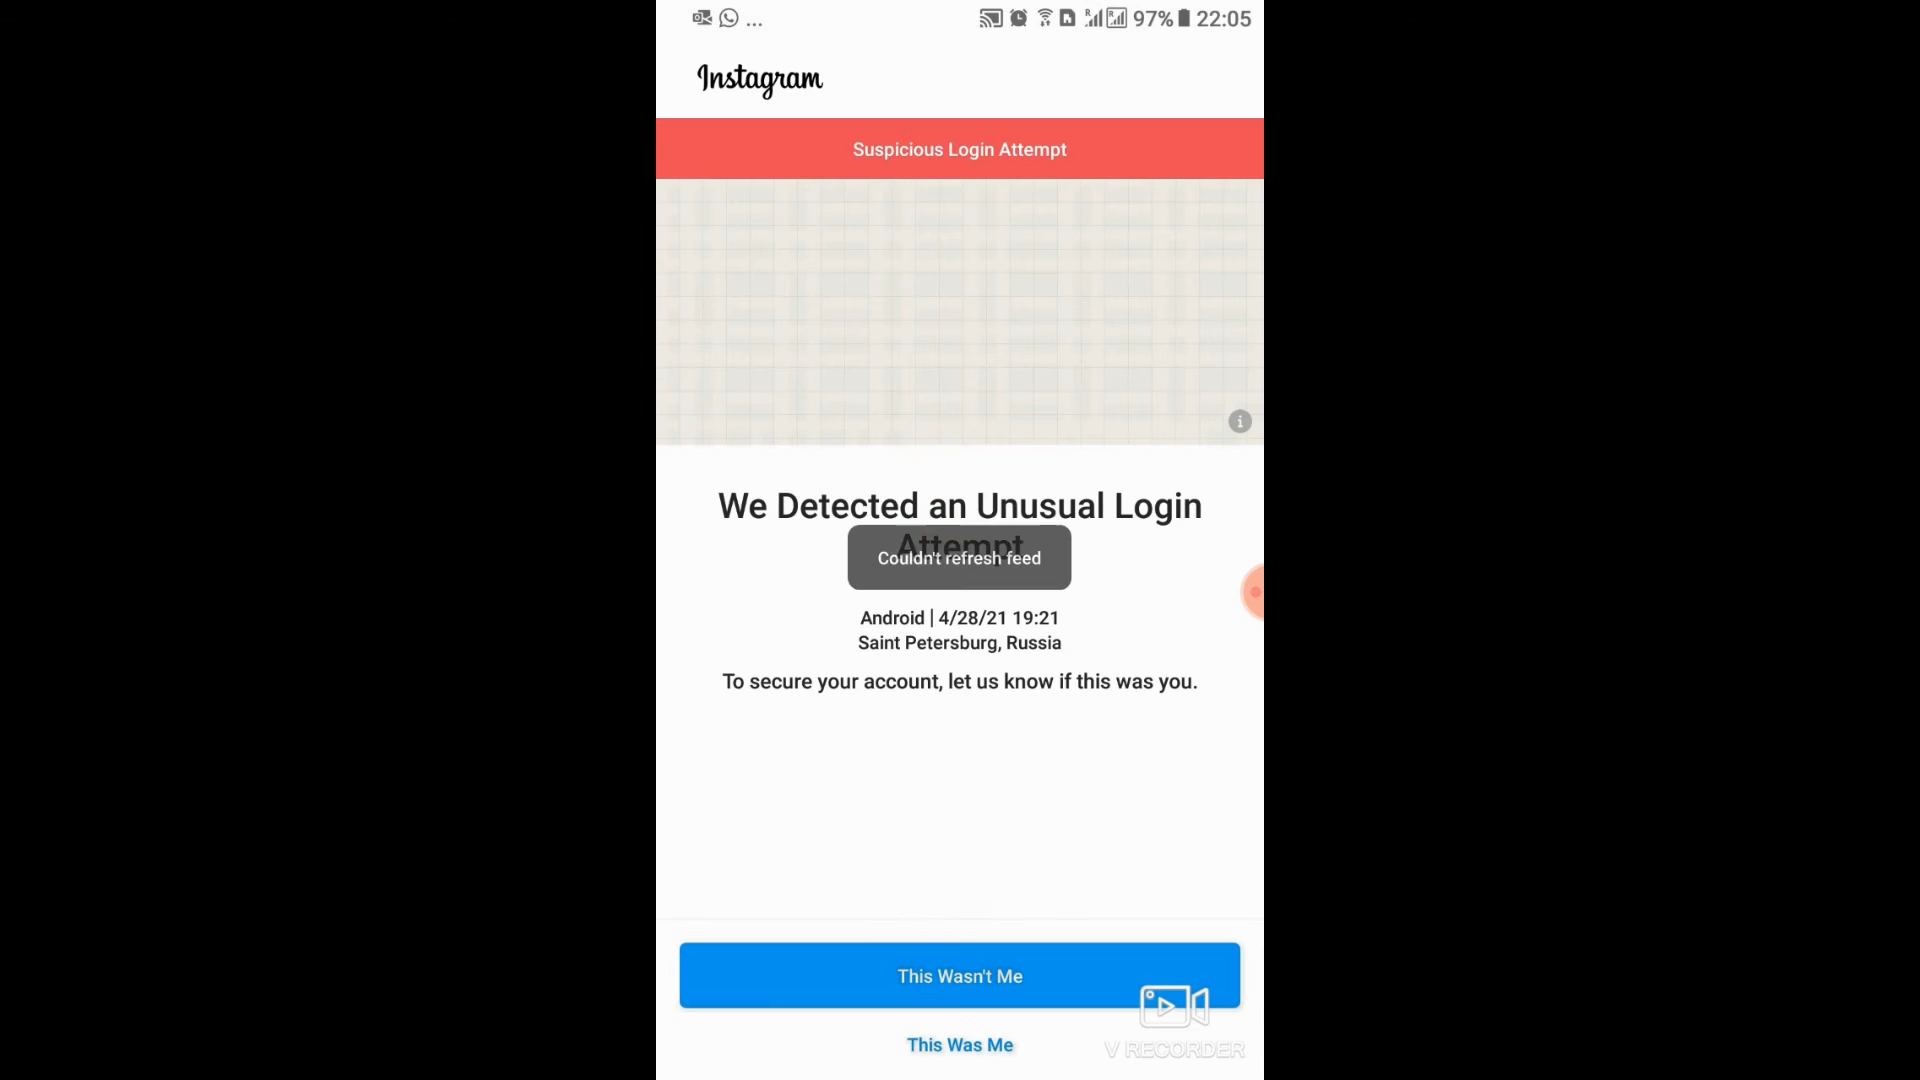 ... 97% 22:05
Instagram
Suspicious Login Attempt
We Detected an Unusual Login
Attempt
Couldn't refresh feed
Android | 4/28/21 19:21
Saint Petersburg, Russia
To secure your account, let us know if this was you.
This Wasn't Me
This Was Me
V RECORDER